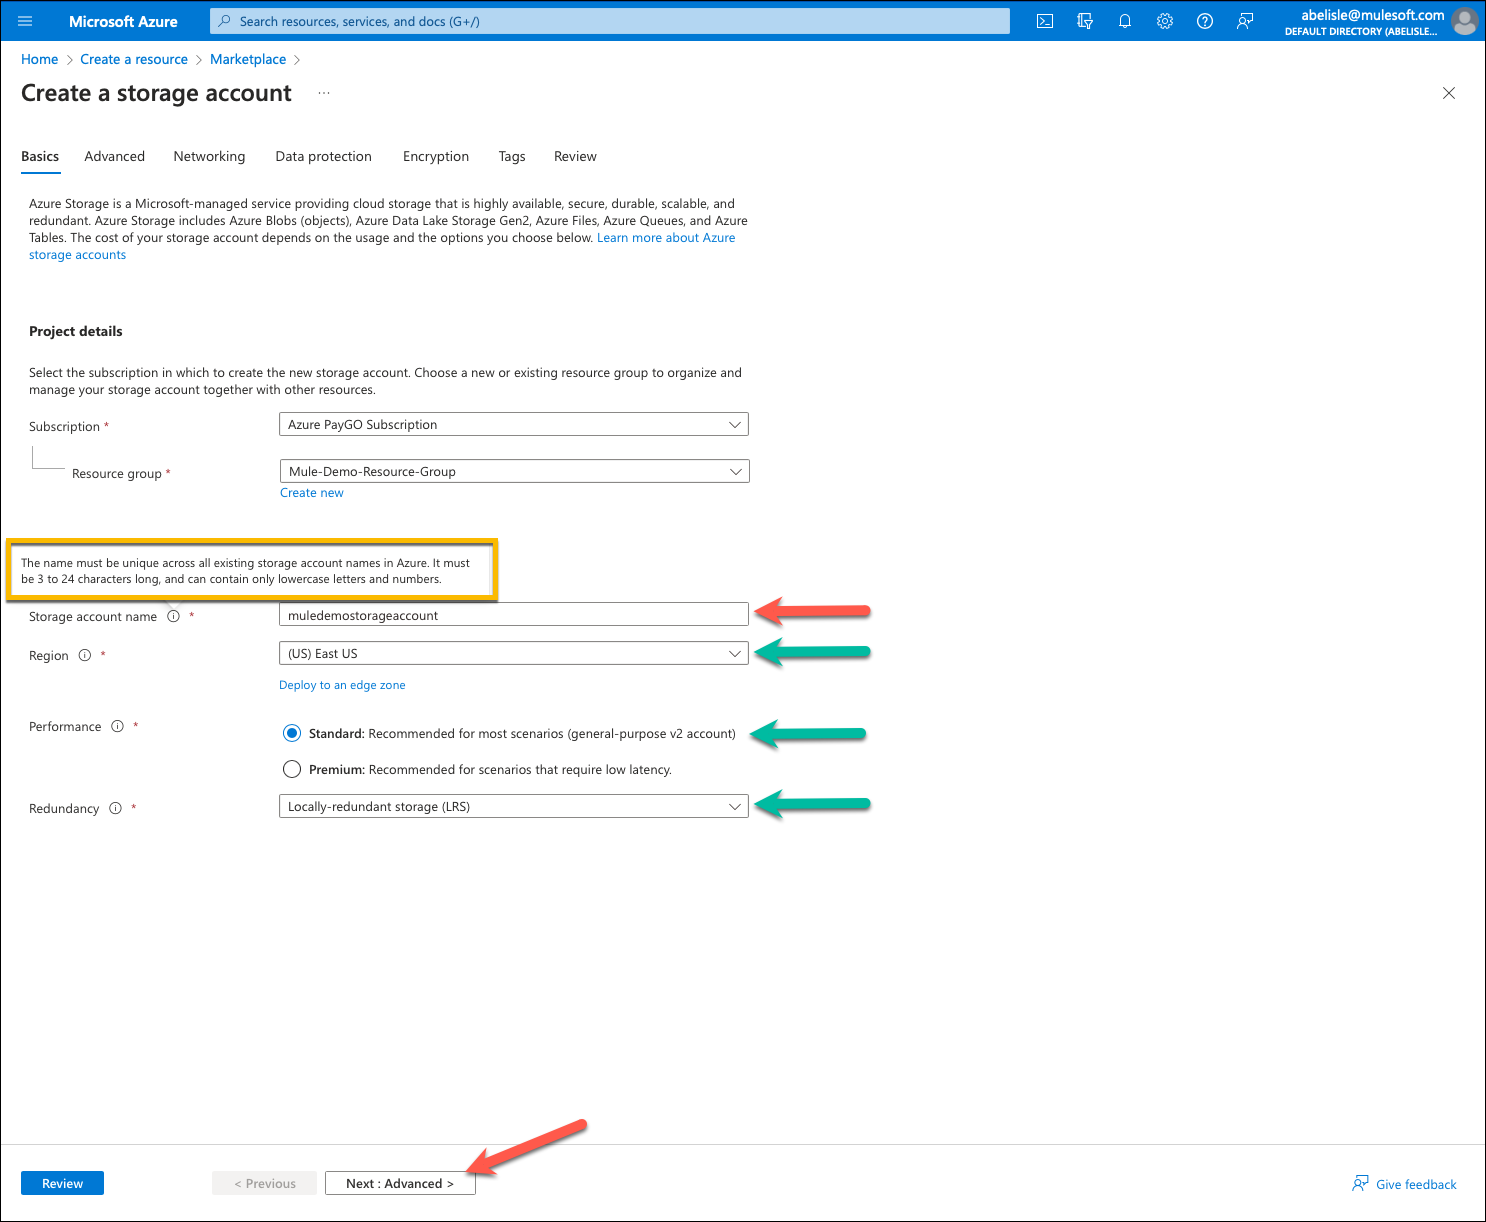 Microsoft Azure
Search resources, services, and docs (G+/)
abelisle@mulesoft.com
DEFAULT DIRECTORY (ABELISLE...
Home > Create a resource > Marketplace >
Create a storage account ...
Basics Advanced Networking Data protection Encryption Tags Review
Azure Storage is a Microsoft-managed service providing cloud storage that is highly available, secure, durable, scalable, and
redundant. Azure Storage includes Azure Blobs (objects), Azure Data Lake Storage Gen2, Azure Files, Azure Queues, and Azure
Tables. The cost of your storage account depends on the usage and the options you choose below. Learn more about Azure
storage accounts
Project details
Select the subscription in which to create the new storage account. Choose a new or existing resource group to organize and
manage your storage account together with other resources.
Subscription *
Azure PayGO Subscription
Resource group *
Mule-Demo-Resource-Group
Create new
The name must be unique across all existing storage account names in Azure. It must
be 3 to 24 characters long, and can contain only lowercase letters and numbers.
Storage account name *
muledemostorageaccount
Region *
(US) East US
Deploy to an edge zone
Performance *
Standard: Recommended for most scenarios (general-purpose v2 account)
Premium: Recommended for scenarios that require low latency.
Redundancy *
Locally-redundant storage (LRS)
Review
< Previous
Next : Advanced >
Give feedback